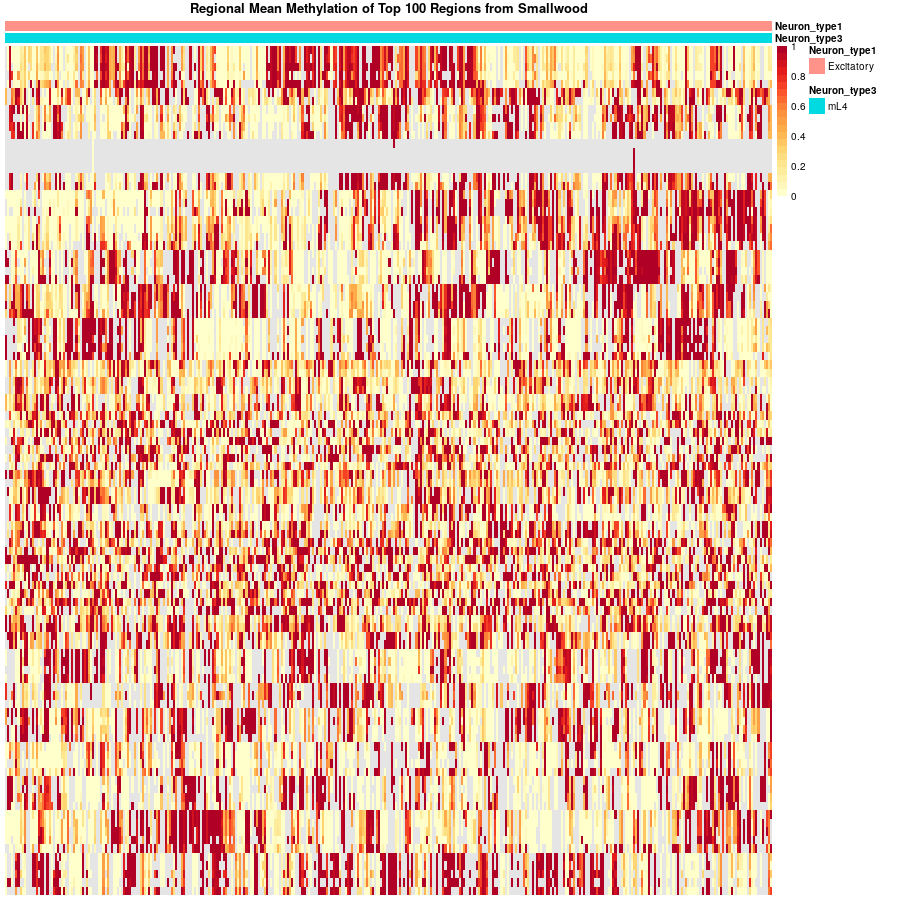 Regional Mean Methylation of Top 100 Regions from Smallwood
Neuron_type1
Neuron_type3
1
0.8
0.6
0.4
0.2
0
Neuron_type1
Excitatory
Neuron_type3
mL4